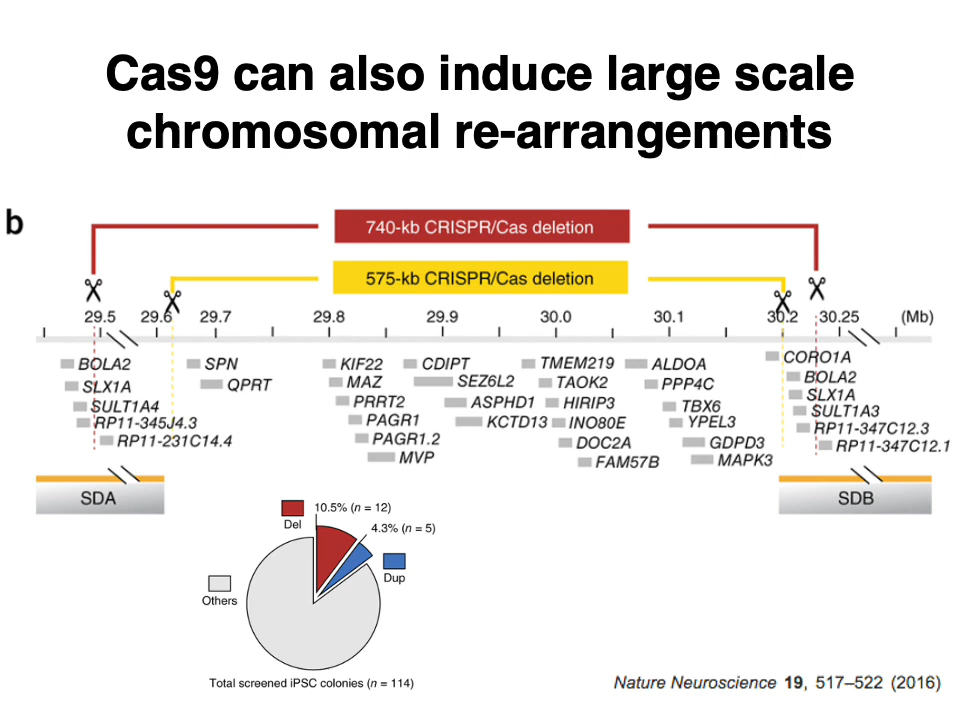 Cas9 can also induce large scale
chromosomal re-arrangements
b
740-kb CRISPR/Cas deletion
575-kb CRISPR/Cas deletion
29.5 29.6 29.7 29.8 29.9 30.0 30.1 30.2 30.25 (Mb)
BOLA2 SPN KIF22 CDIPT TMEM219 ALDOA CORO1A
SLX1A QPRT MAZ SEZ6L2 TAOK2 PPP4C BOLA2
SULT1A4 PRRT2 ASPHD1 HIRIP3 TBX6 SLX1A
RP11-345J4.3 PAGR1 KCTD13 INO80E YPEL3 SULT1A3
RP11-231C14.4 PAGR1.2 DOC2A GDPD3 RP11-347C12.3
MVP FAM57B MAPK3 RP11-347C12.1
SDA SDB
Del 10.5% (n = 12)
4.3% (n = 5)
Dup
Others
Total screened iPSC colonies (n = 114)
Nature Neuroscience 19, 517–522 (2016)